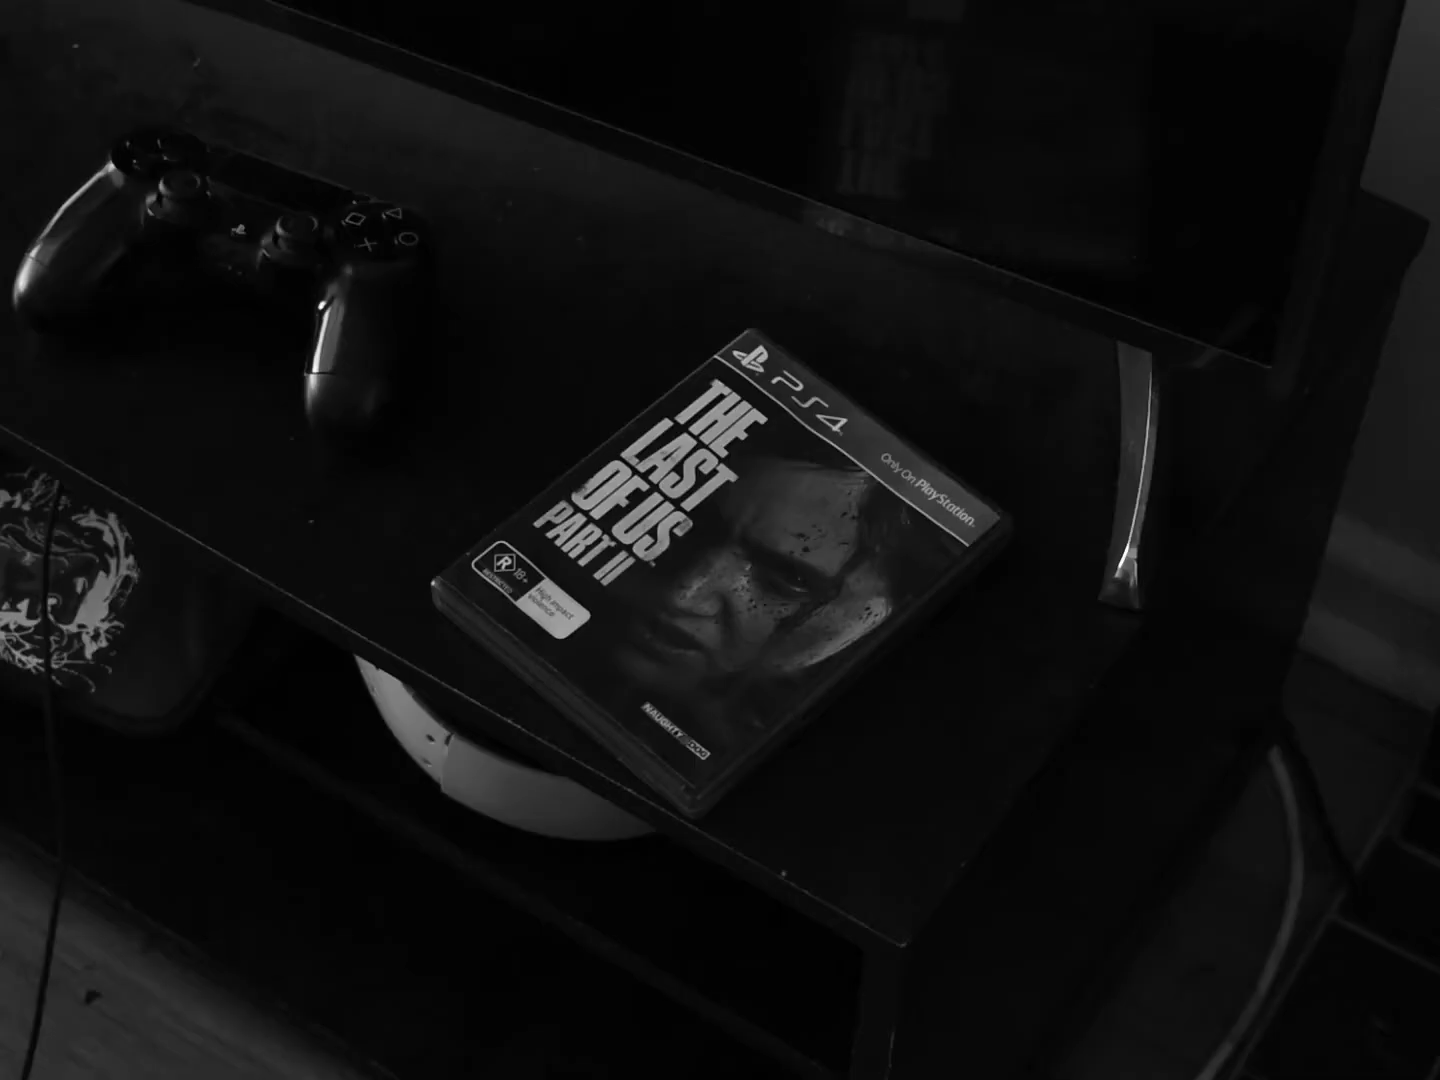 PS4
Only On PlayStation
THE
LAST
OF US
PART II
R 18+
RESTRICTED
High impact
violence
NAUGHTY DOG